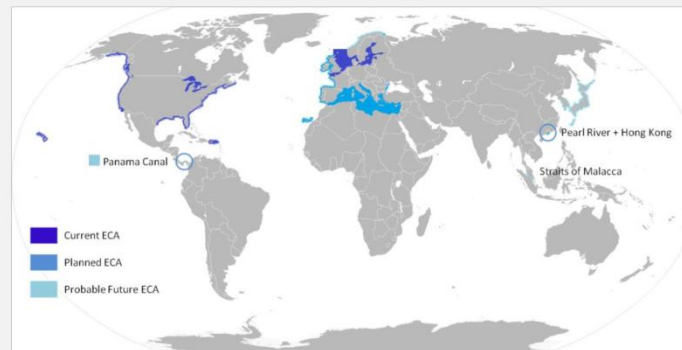 Pearl River + Hong Kong
Panama Canal
Straits of Malacca
Current ECA
Planned ECA
Probable Future ECA